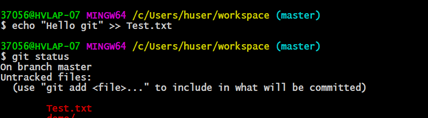 37056@HVLAP-07 MINGW64 /c/Users/huser/workspace (master)
$ echo "Hello git" >> Test.txt
37056@HVLAP-07 MINGW64 /c/Users/huser/workspace (master)
$ git status
On branch master
Untracked files:
(use "git add <file>..." to include in what will be committed)
Test.txt